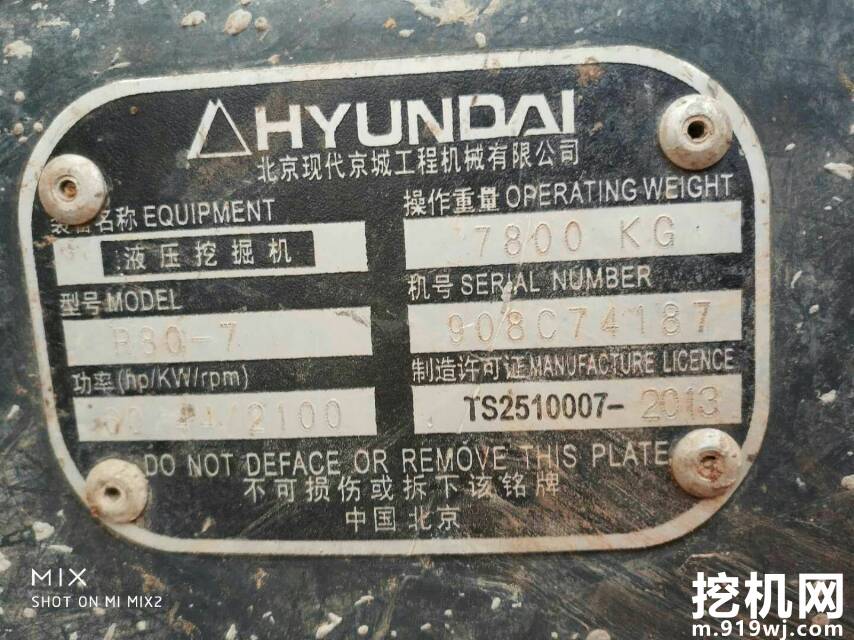 HYUNDAI
北京现代京城工程机械有限公司
装备名称 EQUIPMENT
液压挖掘机
操作重量 OPERATING WEIGHT
7800 KG
型号 MODEL
R80-7
机号 SERIAL NUMBER
908C74187
功率(hp/KW/rpm)
44/2100
制造许可证 MANUFACTURE LICENCE
TS2510007- 2013
DO NOT DEFACE OR REMOVE THIS PLATE
不可损伤或拆下该铭牌
中国 北京
MIX
SHOT ON MI MIX2
挖机网
m.919wj.com